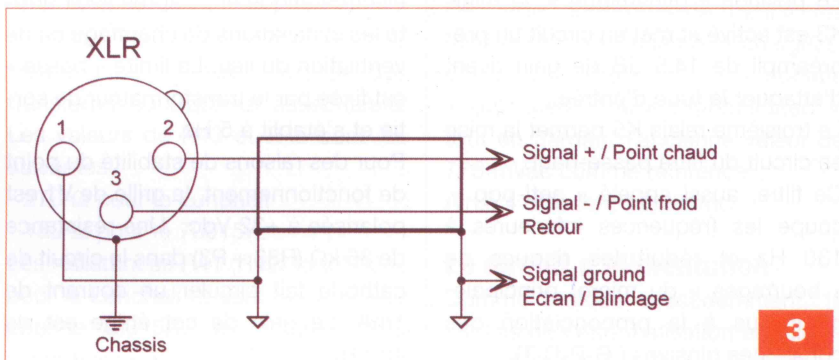 XLR
1
2
3
Signal + / Point chaud
Signal - / Point froid
Retour
Signal ground
Ecran / Blindage
Chassis
3